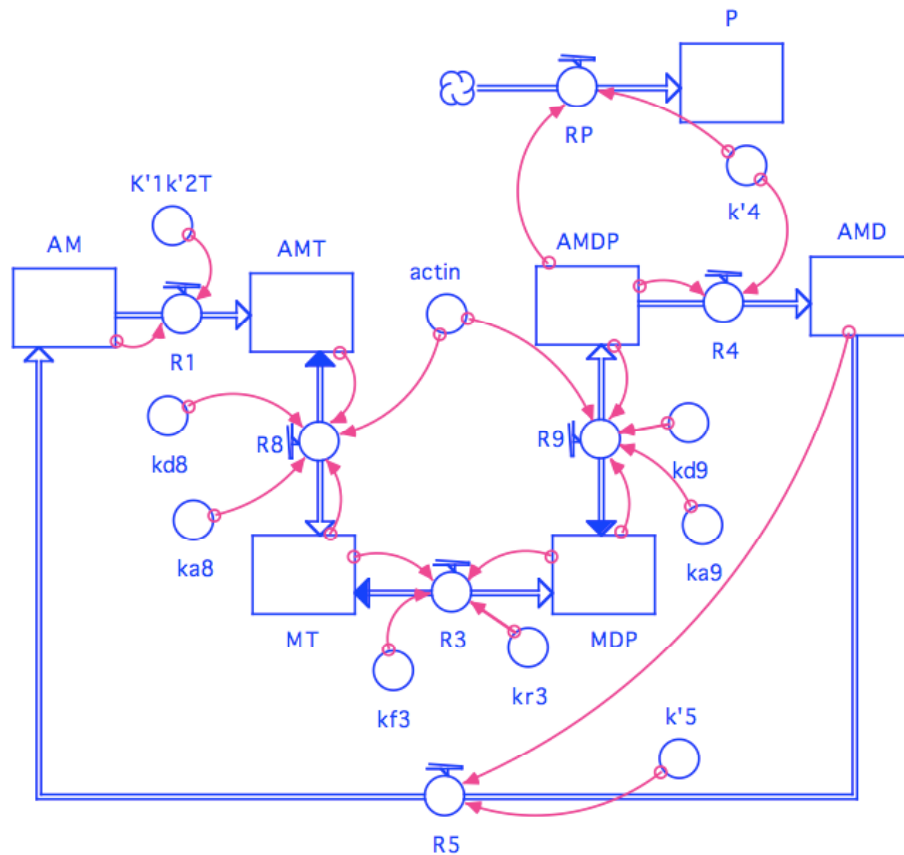 P
RP
K'1k'2T
k'4
AM
AMT
AMDP
AMD
actin
R1
R4
R8
R9
kd8
kd9
ka8
ka9
MT
R3
MDP
kf3
kr3
k'5
R5